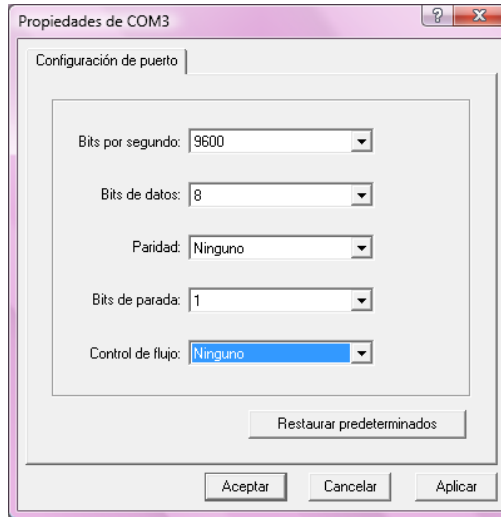 Propiedades de COM3
Configuración de puerto
Bits por segundo: 9600
Bits de datos: 8
Paridad: Ninguno
Bits de parada: 1
Control de flujo: Ninguno
Restaurar predeterminados
Aceptar Cancelar Aplicar